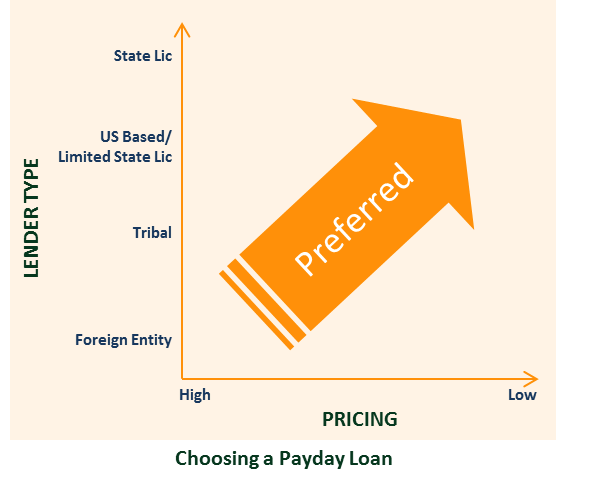 State Lic
US Based/
Limited State Lic
Tribal
Foreign Entity
LENDER TYPE
Preferred
High
Low
PRICING
Choosing a Payday Loan